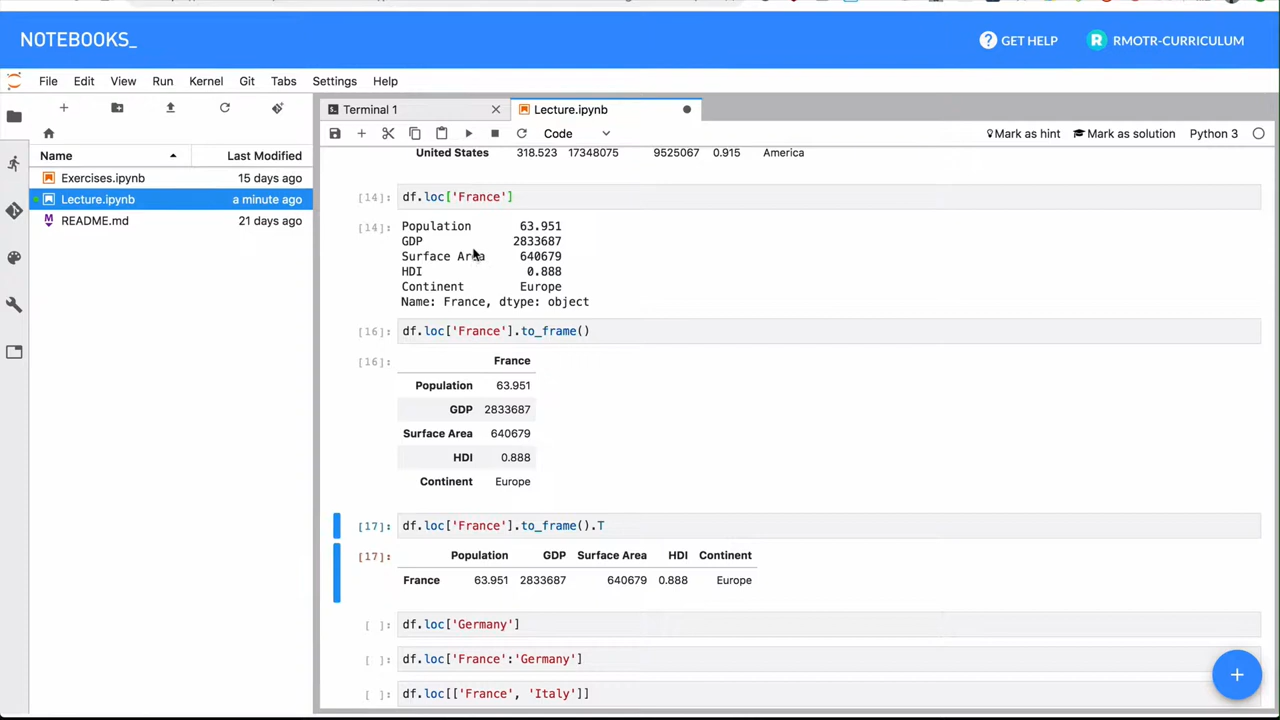 NOTEBOOKS_
GET HELP
R RMOTR-CURRICULUM
File Edit View Run Kernel Git Tabs Settings Help
Terminal 1
Lecture.ipynb
Code
Mark as hint
Mark as solution
Python 3
Name Last Modified
Exercises.ipynb 15 days ago
Lecture.ipynb a minute ago
README.md 21 days ago
United States 318.523 17348075 9525067 0.915 America
[14]: df.loc['France']
[14]: Population 63.951
GDP 2833687
Surface Area 640679
HDI 0.888
Continent Europe
Name: France, dtype: object
[16]: df.loc['France'].to_frame()
[16]: France
Population 63.951
GDP 2833687
Surface Area 640679
HDI 0.888
Continent Europe
[17]: df.loc['France'].to_frame().T
[17]: Population GDP Surface Area HDI Continent
France 63.951 2833687 640679 0.888 Europe
[ ]: df.loc['Germany']
[ ]: df.loc['France':'Germany']
[ ]: df.loc[['France', 'Italy']]